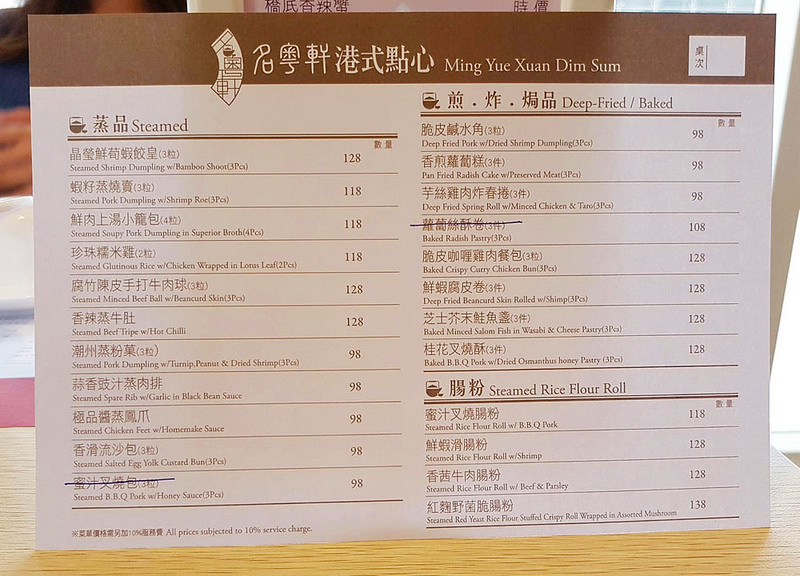 橋底香辣蟹
時價
名粵軒港式點心 Ming Yue Xuan Dim Sum
桌次
蒸品 Steamed
數量
晶瑩鮮荀蝦餃皇(3粒) 128
Steamed Shrimp Dumpling w/Bamboo Shoot(3Pcs)
蝦籽蒸燒賣(3粒) 118
Steamed Pork Dumpling w/Shrimp Roe(3Pcs)
鮮肉上湯小籠包(4粒) 118
Steamed Soupy Pork Dumpling in Superior Broth(4Pcs)
珍珠糯米雞(2粒) 118
Steamed Glutinous Rice w/Chicken Wrapped in Lotus Leaf(2Pcs)
腐竹陳皮手打牛肉球(3粒) 128
Steamed Minced Beef Ball w/Beancurd Skin(3Pcs)
香辣蒸牛肚 128
Steamed Beef Tripe w/Hot Chilli
潮州蒸粉菓(3粒) 98
Steamed Pork Dumpling w/Turnip,Peanut & Dried Shrimp(3Pcs)
蒜香豉汁蒸肉排 98
Steamed Spare Rib w/Garlic in Black Bean Sauce
極品醬蒸鳳爪 98
Steamed Chicken Feet w/Homemake Sauce
香滑流沙包(3粒) 98
Steamed Salted Egg Yolk Custard Bun(3Pcs)
蜜汁叉燒包(3粒) 98
Steamed B.B.Q Pork w/Honey Sauce(3Pcs)
※菜單價格需另加10%服務費 All prices subjected to 10% service charge.
煎．炸．焗品 Deep-Fried / Baked
數量
脆皮鹹水角(3粒) 98
Deep Fried Pork w/Dried Shrimp Dumpling(3Pcs)
香煎蘿蔔糕(3件) 98
Pan Fried Radish Cake w/Preserved Meat(3Pcs)
芋絲雞肉炸春捲(3件) 98
Deep Fried Spring Roll w/Minced Chicken & Taro(3Pcs)
蘿蔔絲酥卷(3件) 108
Baked Radish Pastry(3Pcs)
脆皮咖喱雞肉餐包(3粒) 128
Baked Crispy Curry Chicken Bun(3Pcs)
鮮蝦腐皮卷(3件) 128
Deep Fried Beancurd Skin Rolled w/Shimp(3Pcs)
芝士芥末鮭魚盞(3件) 128
Baked Minced Salom Fish in Wasabi & Cheese Pastry(3Pcs)
桂花叉燒酥(3件) 128
Baked B.B.Q Pork w/Dried Osmanthus honey Pastry (3Pcs)
腸粉 Steamed Rice Flour Roll
數量
蜜汁叉燒腸粉 118
Steamed Rice Flour Roll w/ B.B.Q Pork
鮮蝦滑腸粉 128
Steamed Rice Flour Roll w/Shrimp
香茜牛肉腸粉 128
Steamed Rice Flour Roll w/ Beef & Parsley
紅麴野菌脆腸粉 138
Steamed Red Yeast Rice Flour Stuffed Crispy Roll Wrapped in Assorted Mushroom